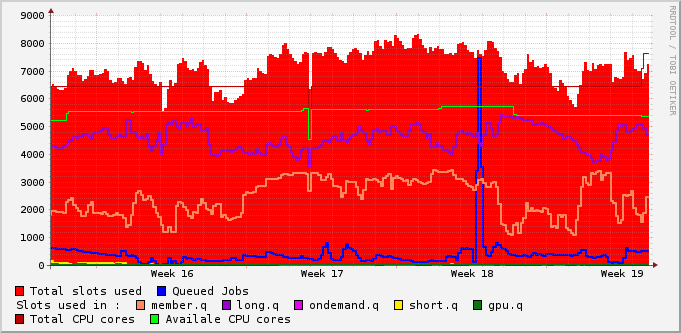 9000
8000
7000
6000
5000
4000
3000
2000
1000
0
Week 16 Week 17 Week 18 Week 19
RRDTOOL / TOBI OETIKER
Total slots used Queued Jobs
Slots used in : member.q long.q ondemand.q short.q gpu.q
Total CPU cores Availale CPU cores